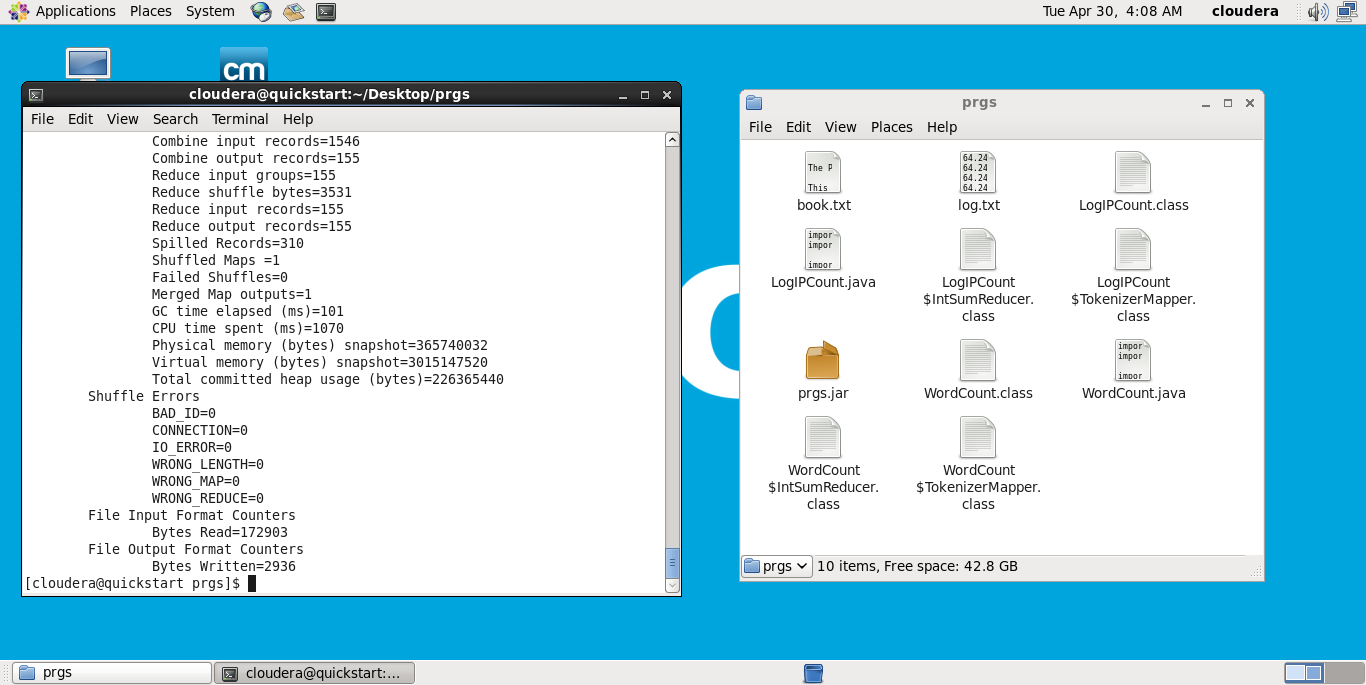 Applications Places System
Tue Apr 30, 4:08 AM cloudera
cm
cloudera@quickstart:~/Desktop/prgs
File Edit View Search Terminal Help
Combine input records=1546
Combine output records=155
Reduce input groups=155
Reduce shuffle bytes=3531
Reduce input records=155
Reduce output records=155
Spilled Records=310
Shuffled Maps =1
Failed Shuffles=0
Merged Map outputs=1
GC time elapsed (ms)=101
CPU time spent (ms)=1070
Physical memory (bytes) snapshot=365740032
Virtual memory (bytes) snapshot=3015147520
Total committed heap usage (bytes)=226365440
Shuffle Errors
BAD_ID=0
CONNECTION=0
IO_ERROR=0
WRONG_LENGTH=0
WRONG_MAP=0
WRONG_REDUCE=0
File Input Format Counters
Bytes Read=172903
File Output Format Counters
Bytes Written=2936
[cloudera@quickstart prgs]$
prgs
File Edit View Places Help
The P
This
book.txt
64.24
64.24
64.24
64.24
log.txt
LogIPCount.class
impor
impor
impor
LogIPCount.java
LogIPCount
$IntSumReducer.
class
LogIPCount
$TokenizerMapper.
class
prgs.jar
WordCount.class
impor
impor
impor
WordCount.java
WordCount
$IntSumReducer.
class
WordCount
$TokenizerMapper.
class
prgs 10 items, Free space: 42.8 GB
prgs
cloudera@quickstart:...